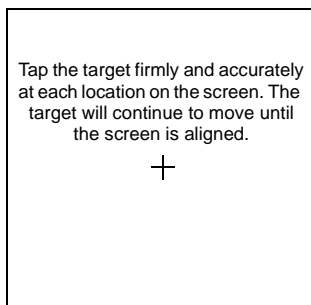 Tap the target firmly and accurately
at each location on the screen. The
target will continue to move until
the screen is aligned.